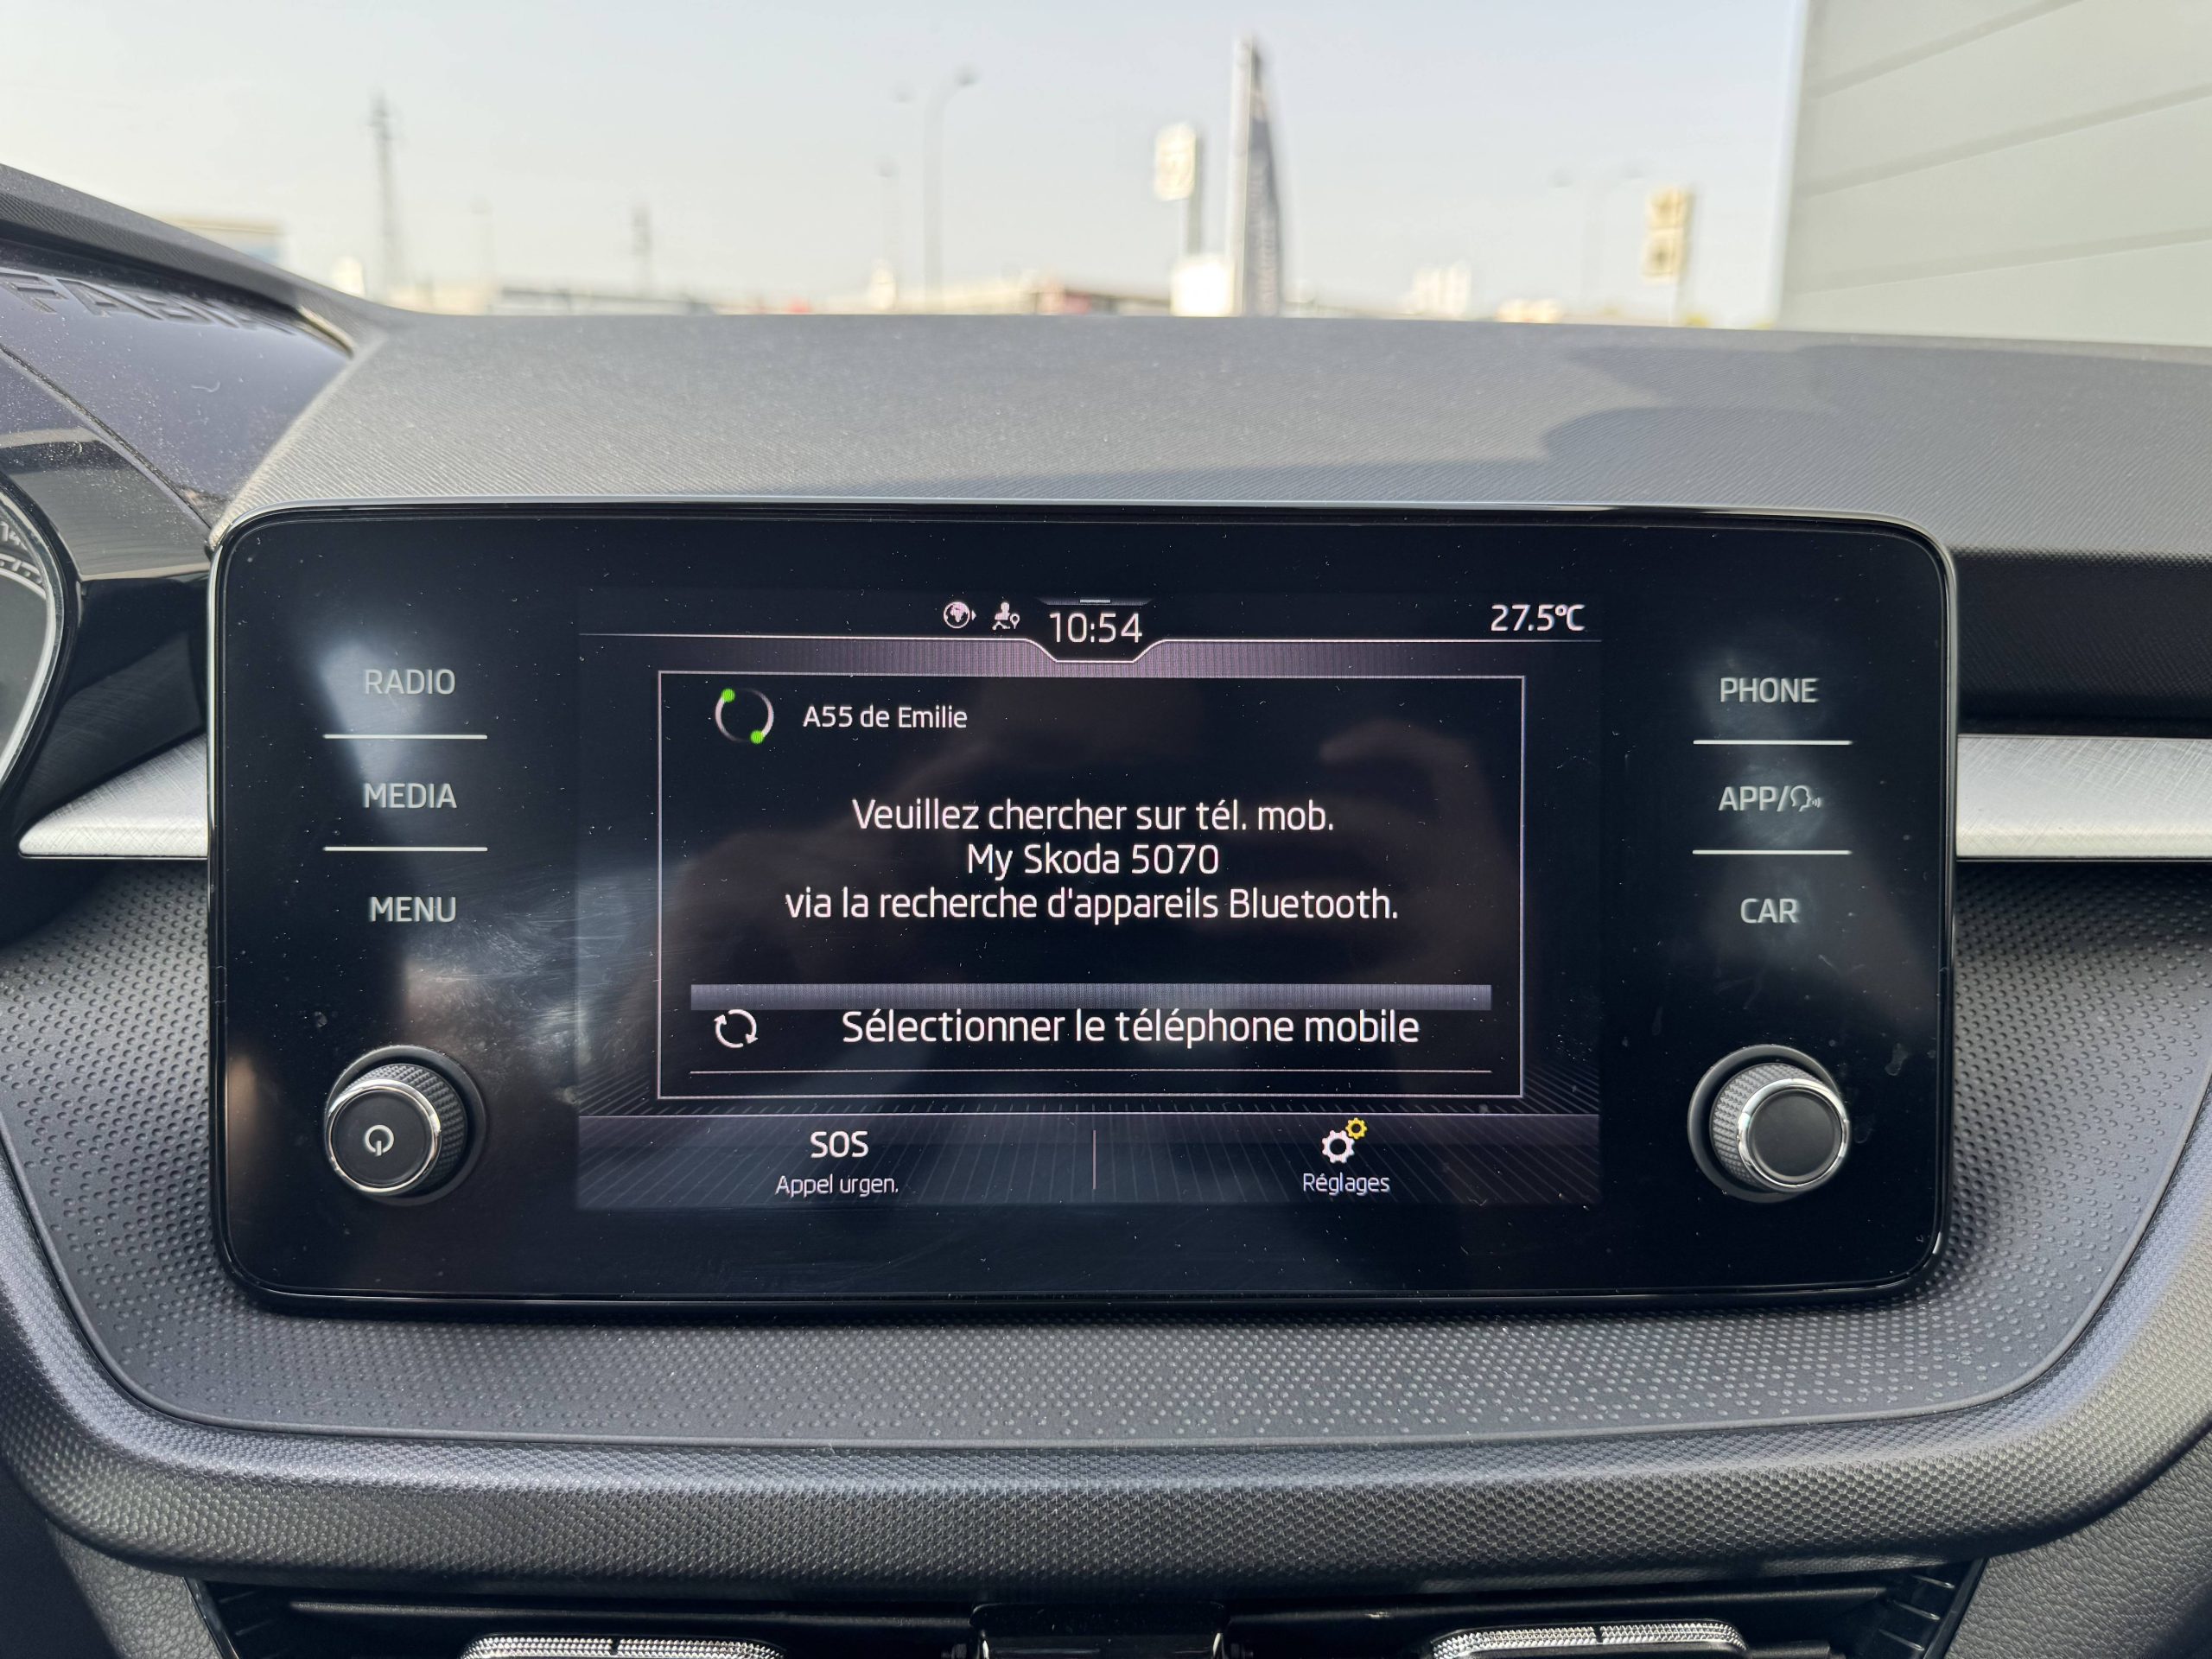 10:54
27.5°C
RADIO
MEDIA
MENU
A55 de Emilie
Veuillez chercher sur tél. mob.
My Skoda 5070
via la recherche d'appareils Bluetooth.
Sélectionner le téléphone mobile
SOS
Appel urgen.
Réglages
PHONE
APP/
CAR